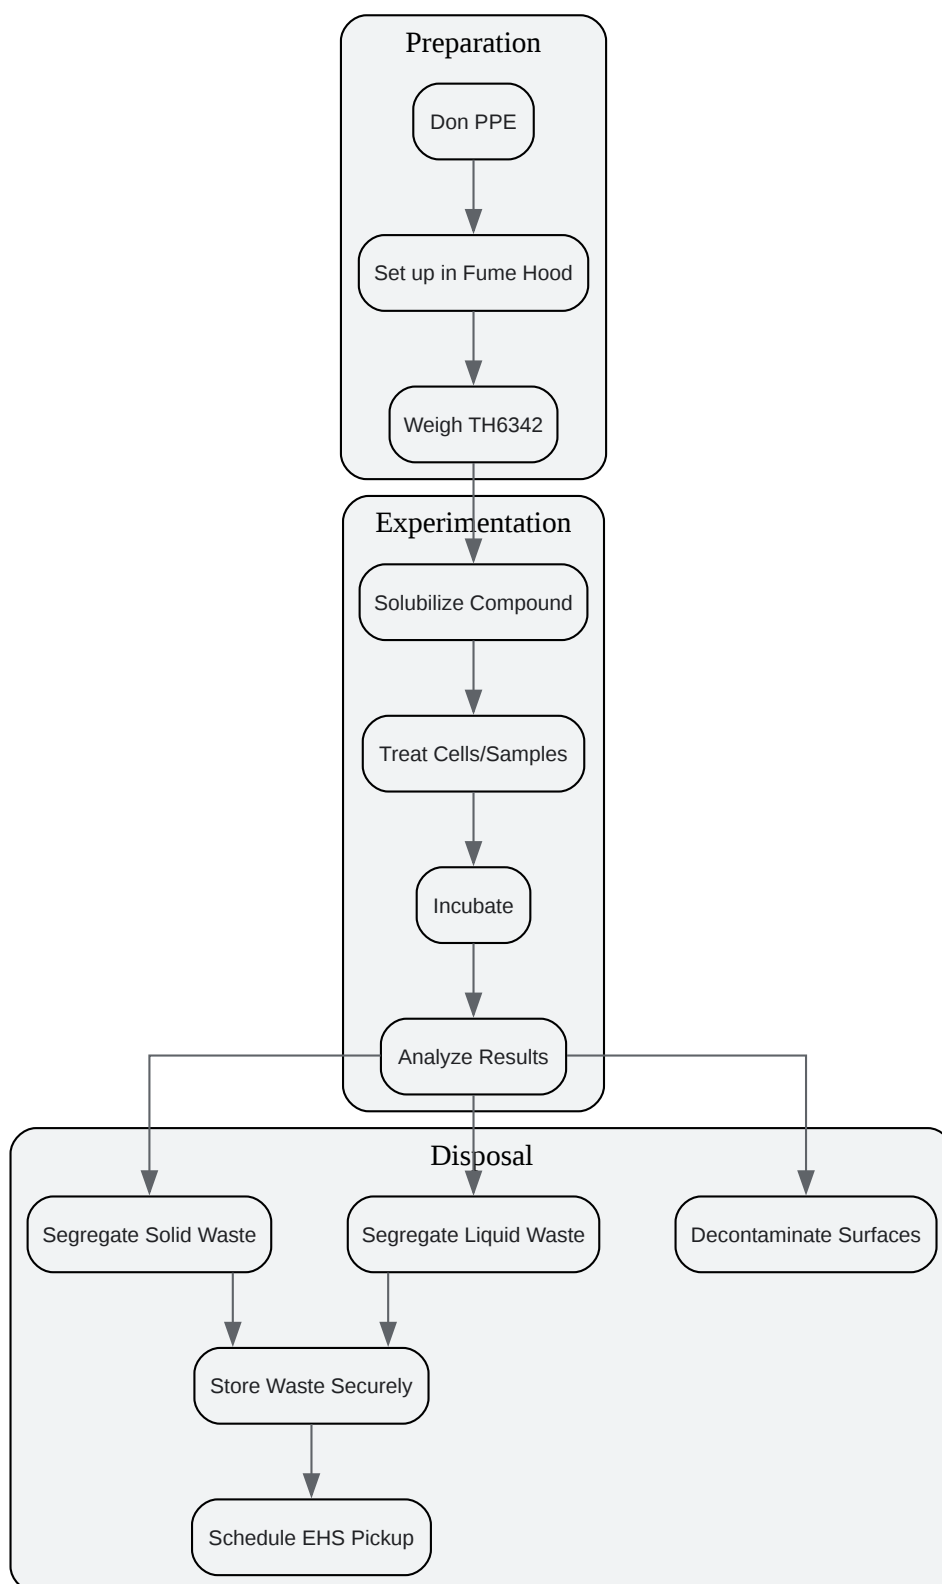 Preparation
Don PPE
Set up in Fume Hood
Weigh TH6342
Experimentation
Solubilize Compound
Treat Cells/Samples
Incubate
Analyze Results
Disposal
Segregate Solid Waste
Segregate Liquid Waste
Decontaminate Surfaces
Store Waste Securely
Schedule EHS Pickup